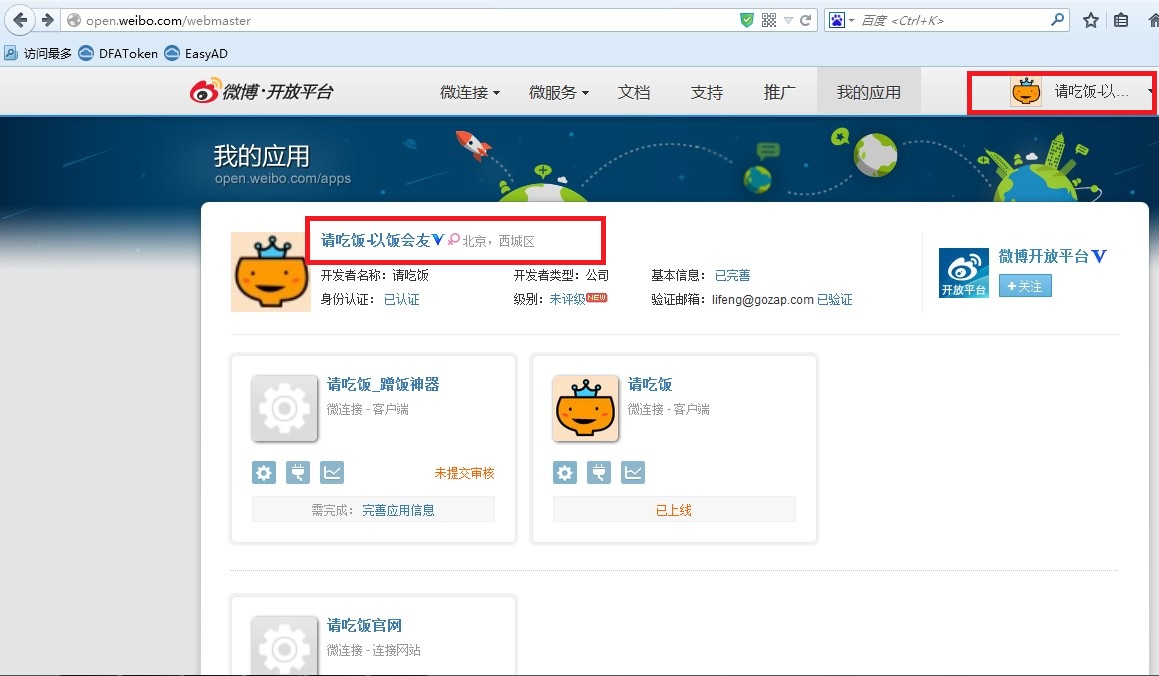 open.weibo.com/webmaster
百度 <Ctrl+K>
访问最多 DFAToken EasyAD
微博·开放平台 微连接 微服务 文档 支持 推广 我的应用 请吃饭-以...
我的应用
open.weibo.com/apps
请吃饭-以饭会友 V 北京，西城区
开发者名称：请吃饭 开发者类型：公司 基本信息：已完善
身份认证：已认证 级别：未评级 NEW 验证邮箱：lifeng@gozap.com 已验证
微博开放平台 V
+关注
开放平台
请吃饭_蹭饭神器
微连接 - 客户端
未提交审核
需完成：完善应用信息
请吃饭
微连接 - 客户端
已上线
请吃饭官网
微连接 - 连接网站